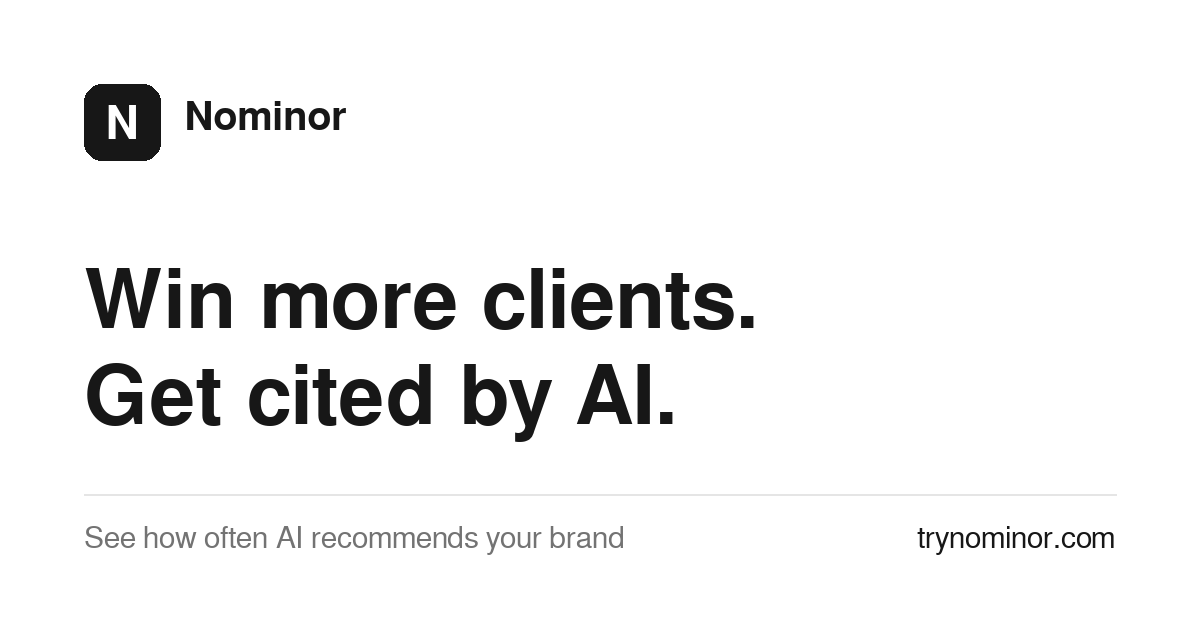 N
Nominor
Win more clients.
Get cited by AI.
See how often AI recommends your brand
trynominor.com